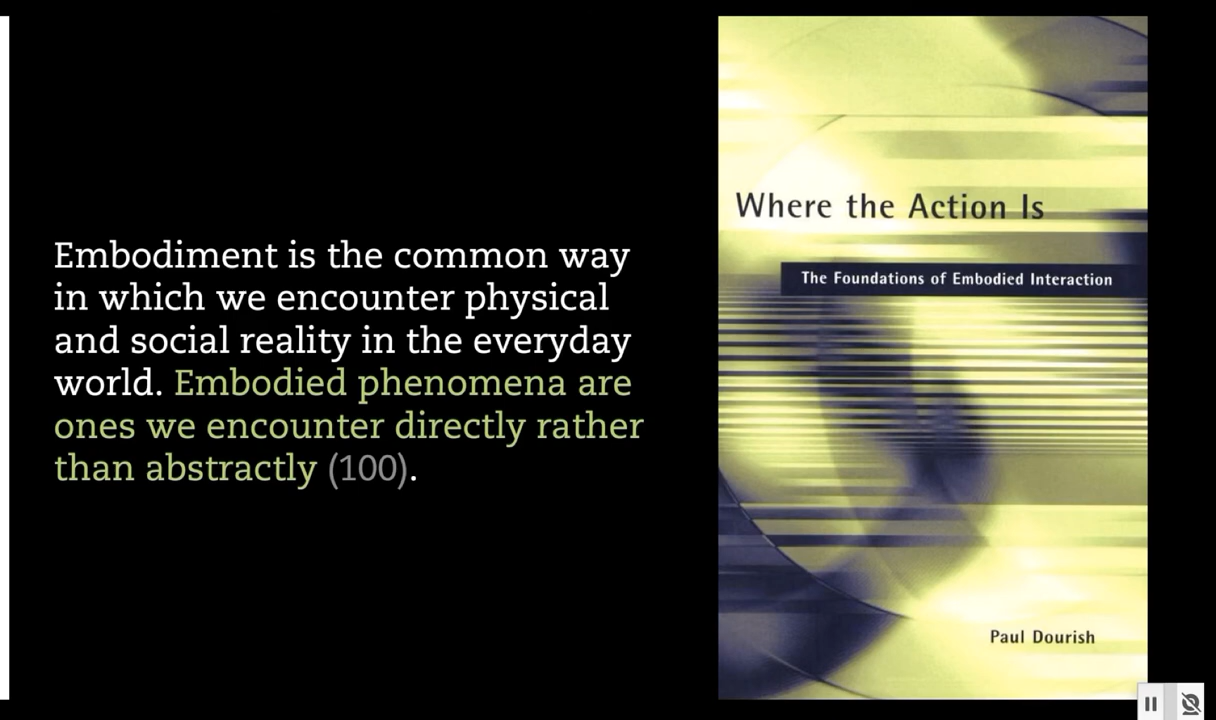 Embodiment is the common way
in which we encounter physical
and social reality in the everyday
world. Embodied phenomena are
ones we encounter directly rather
than abstractly (100).
Where the Action Is
The Foundations of Embodied Interaction
Paul Dourish